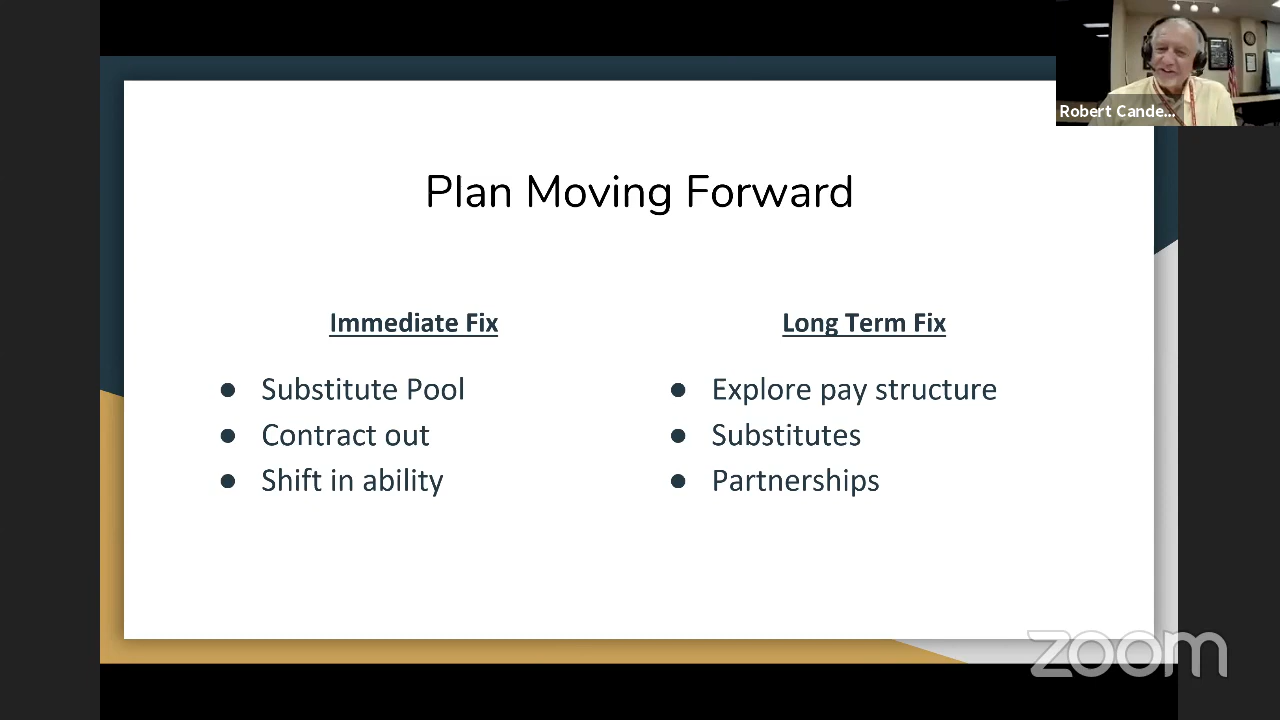 Robert Cande...
Plan Moving Forward
Immediate Fix
● Substitute Pool
● Contract out
● Shift in ability
Long Term Fix
● Explore pay structure
● Substitutes
● Partnerships
zoom